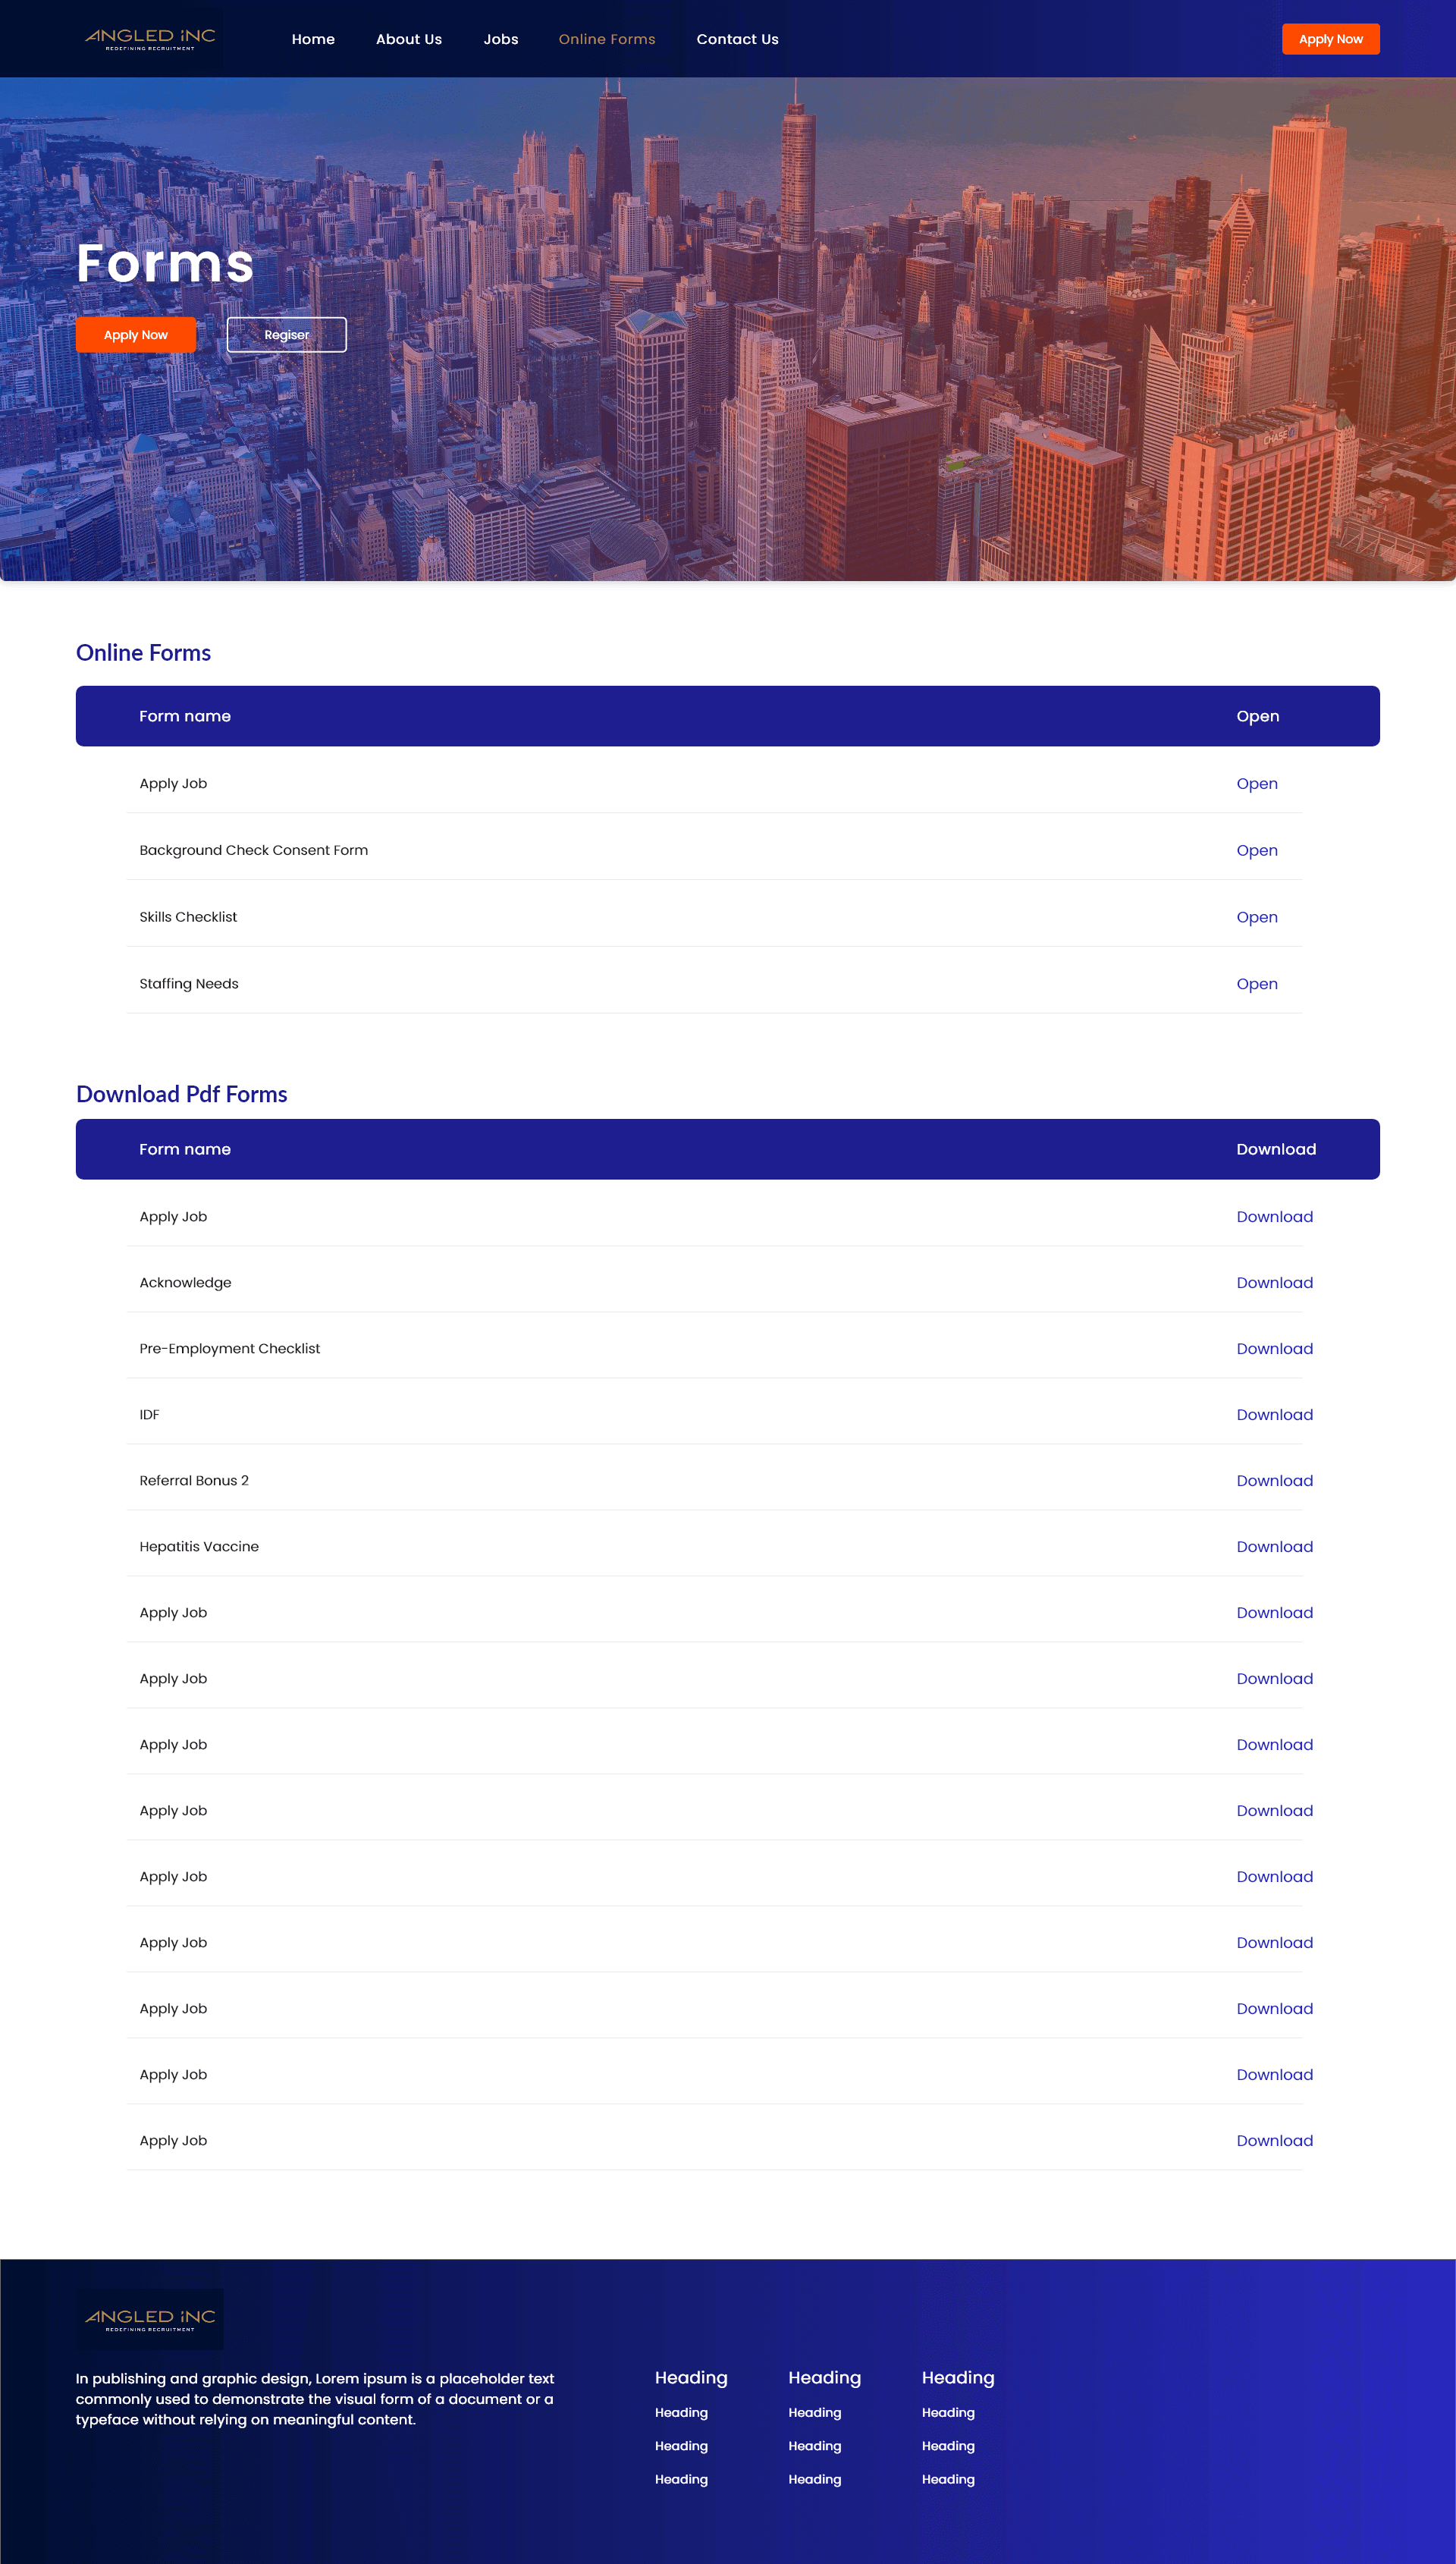 ANGLED INC
REDEFINING RECRUITMENT
Home About Us Jobs Online Forms Contact Us Apply Now
CHASE
Forms
Apply Now Regiser
Online Forms
Form name Open
Apply Job Open
Background Check Consent Form Open
Skills Checklist Open
Staffing Needs Open
Download Pdf Forms
Form name Download
Apply Job Download
Acknowledge Download
Pre-Employment Checklist Download
IDF Download
Referral Bonus 2 Download
Hepatitis Vaccine Download
Apply Job Download
Apply Job Download
Apply Job Download
Apply Job Download
Apply Job Download
Apply Job Download
Apply Job Download
Apply Job Download
Apply Job Download
ANGLED INC
REDEFINING RECRUITMENT
In publishing and graphic design, Lorem ipsum is a placeholder text
commonly used to demonstrate the visual form of a document or a
typeface without relying on meaningful content.
Heading Heading Heading
Heading Heading Heading
Heading Heading Heading
Heading Heading Heading